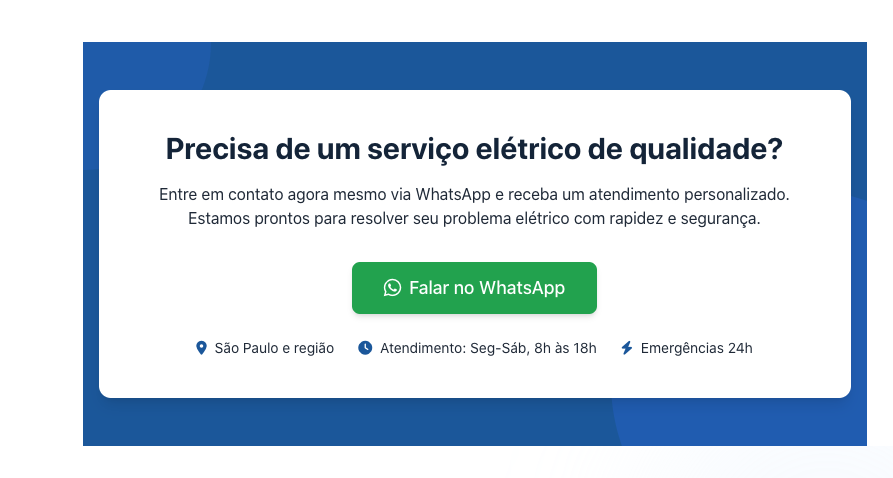 Precisa de um serviço elétrico de qualidade?
Entre em contato agora mesmo via WhatsApp e receba um atendimento personalizado.
Estamos prontos para resolver seu problema elétrico com rapidez e segurança.
Falar no WhatsApp
São Paulo e região Atendimento: Seg-Sáb, 8h às 18h Emergências 24h